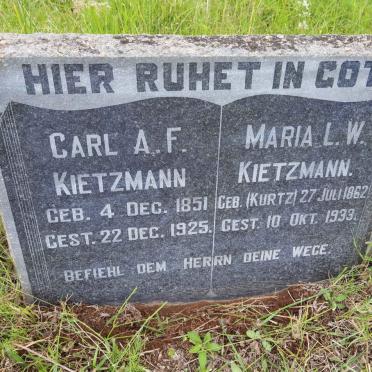 HIER RUHET IN GOT
CARL A. F.
KIETZMANN
GEB. 4 DEC. 1851
GEST. 22 DEC. 1925.
MARIA L. W.
KIETZMANN.
GEB. (KURTZ) 27 JULI 1862
GEST. 10 OKT. 1933.
BEFIEHL DEM HERRN DEINE WEGE.